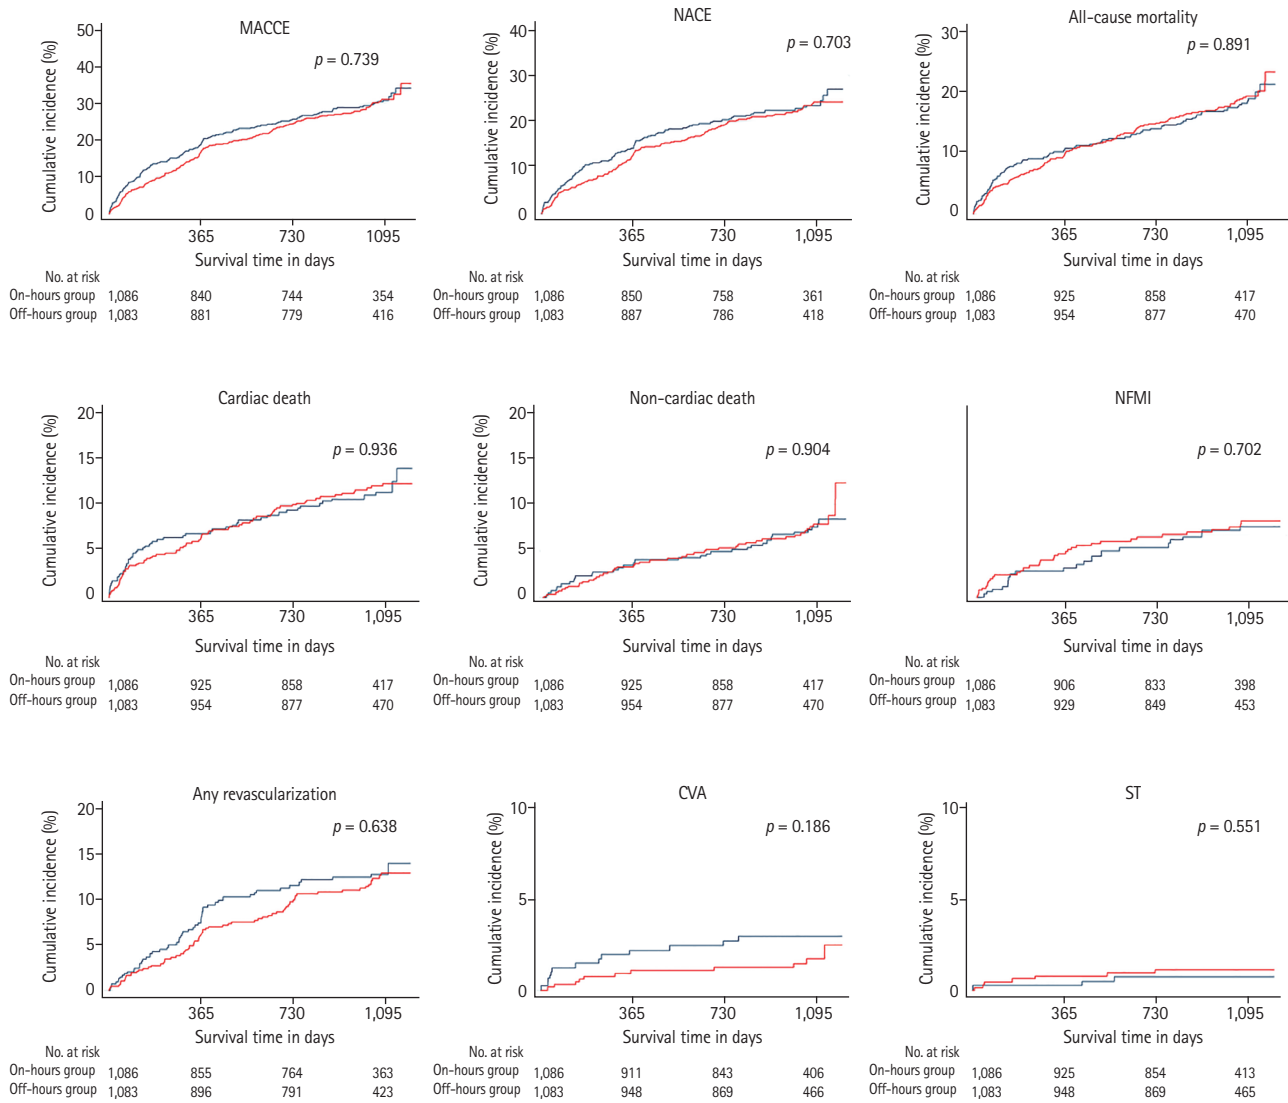 MACCE
p = 0.739
Cumulative incidence (%)
50
40
30
20
10
0
365 730 1095
Survival time in days
No. at risk
On-hours group 1,086 840 744 354
Off-hours group 1,083 881 779 416
NACE
p = 0.703
Cumulative incidence (%)
40
30
20
10
0
365 730 1,095
Survival time in days
No. at risk
On-hours group 1,086 850 758 361
Off-hours group 1,083 887 786 418
All-cause mortality
p = 0.891
Cumulative incidence (%)
30
20
10
0
365 730 1,095
Survival time in days
No. at risk
On-hours group 1,086 925 858 417
Off-hours group 1,083 954 877 470
Cardiac death
p = 0.936
Cumulative incidence (%)
20
15
10
5
0
365 730 1,095
Survival time in days
No. at risk
On-hours group 1,086 925 858 417
Off-hours group 1,083 954 877 470
Non-cardiac death
p = 0.904
Cumulative incidence (%)
20
15
10
5
0
365 730 1,095
Survival time in days
No. at risk
On-hours group 1,086 925 858 417
Off-hours group 1,083 954 877 470
NFMI
p = 0.702
365 730 1,095
Survival time in days
No. at risk
On-hours group 1,086 906 833 398
Off-hours group 1,083 929 849 453
Any revascularization
p = 0.638
Cumulative incidence (%)
20
15
10
5
0
365 730 1,095
Survival time in days
No. at risk
On-hours group 1,086 855 764 363
Off-hours group 1,083 896 791 423
CVA
p = 0.186
Cumulative incidence (%)
10
5
0
365 730 1,095
Survival time in days
No. at risk
On-hours group 1,086 911 843 406
Off-hours group 1,083 948 869 466
ST
p = 0.551
Cumulative incidence (%)
10
5
0
365 730 1,095
Survival time in days
No. at risk
On-hours group 1,086 925 854 413
Off-hours group 1,083 948 869 465